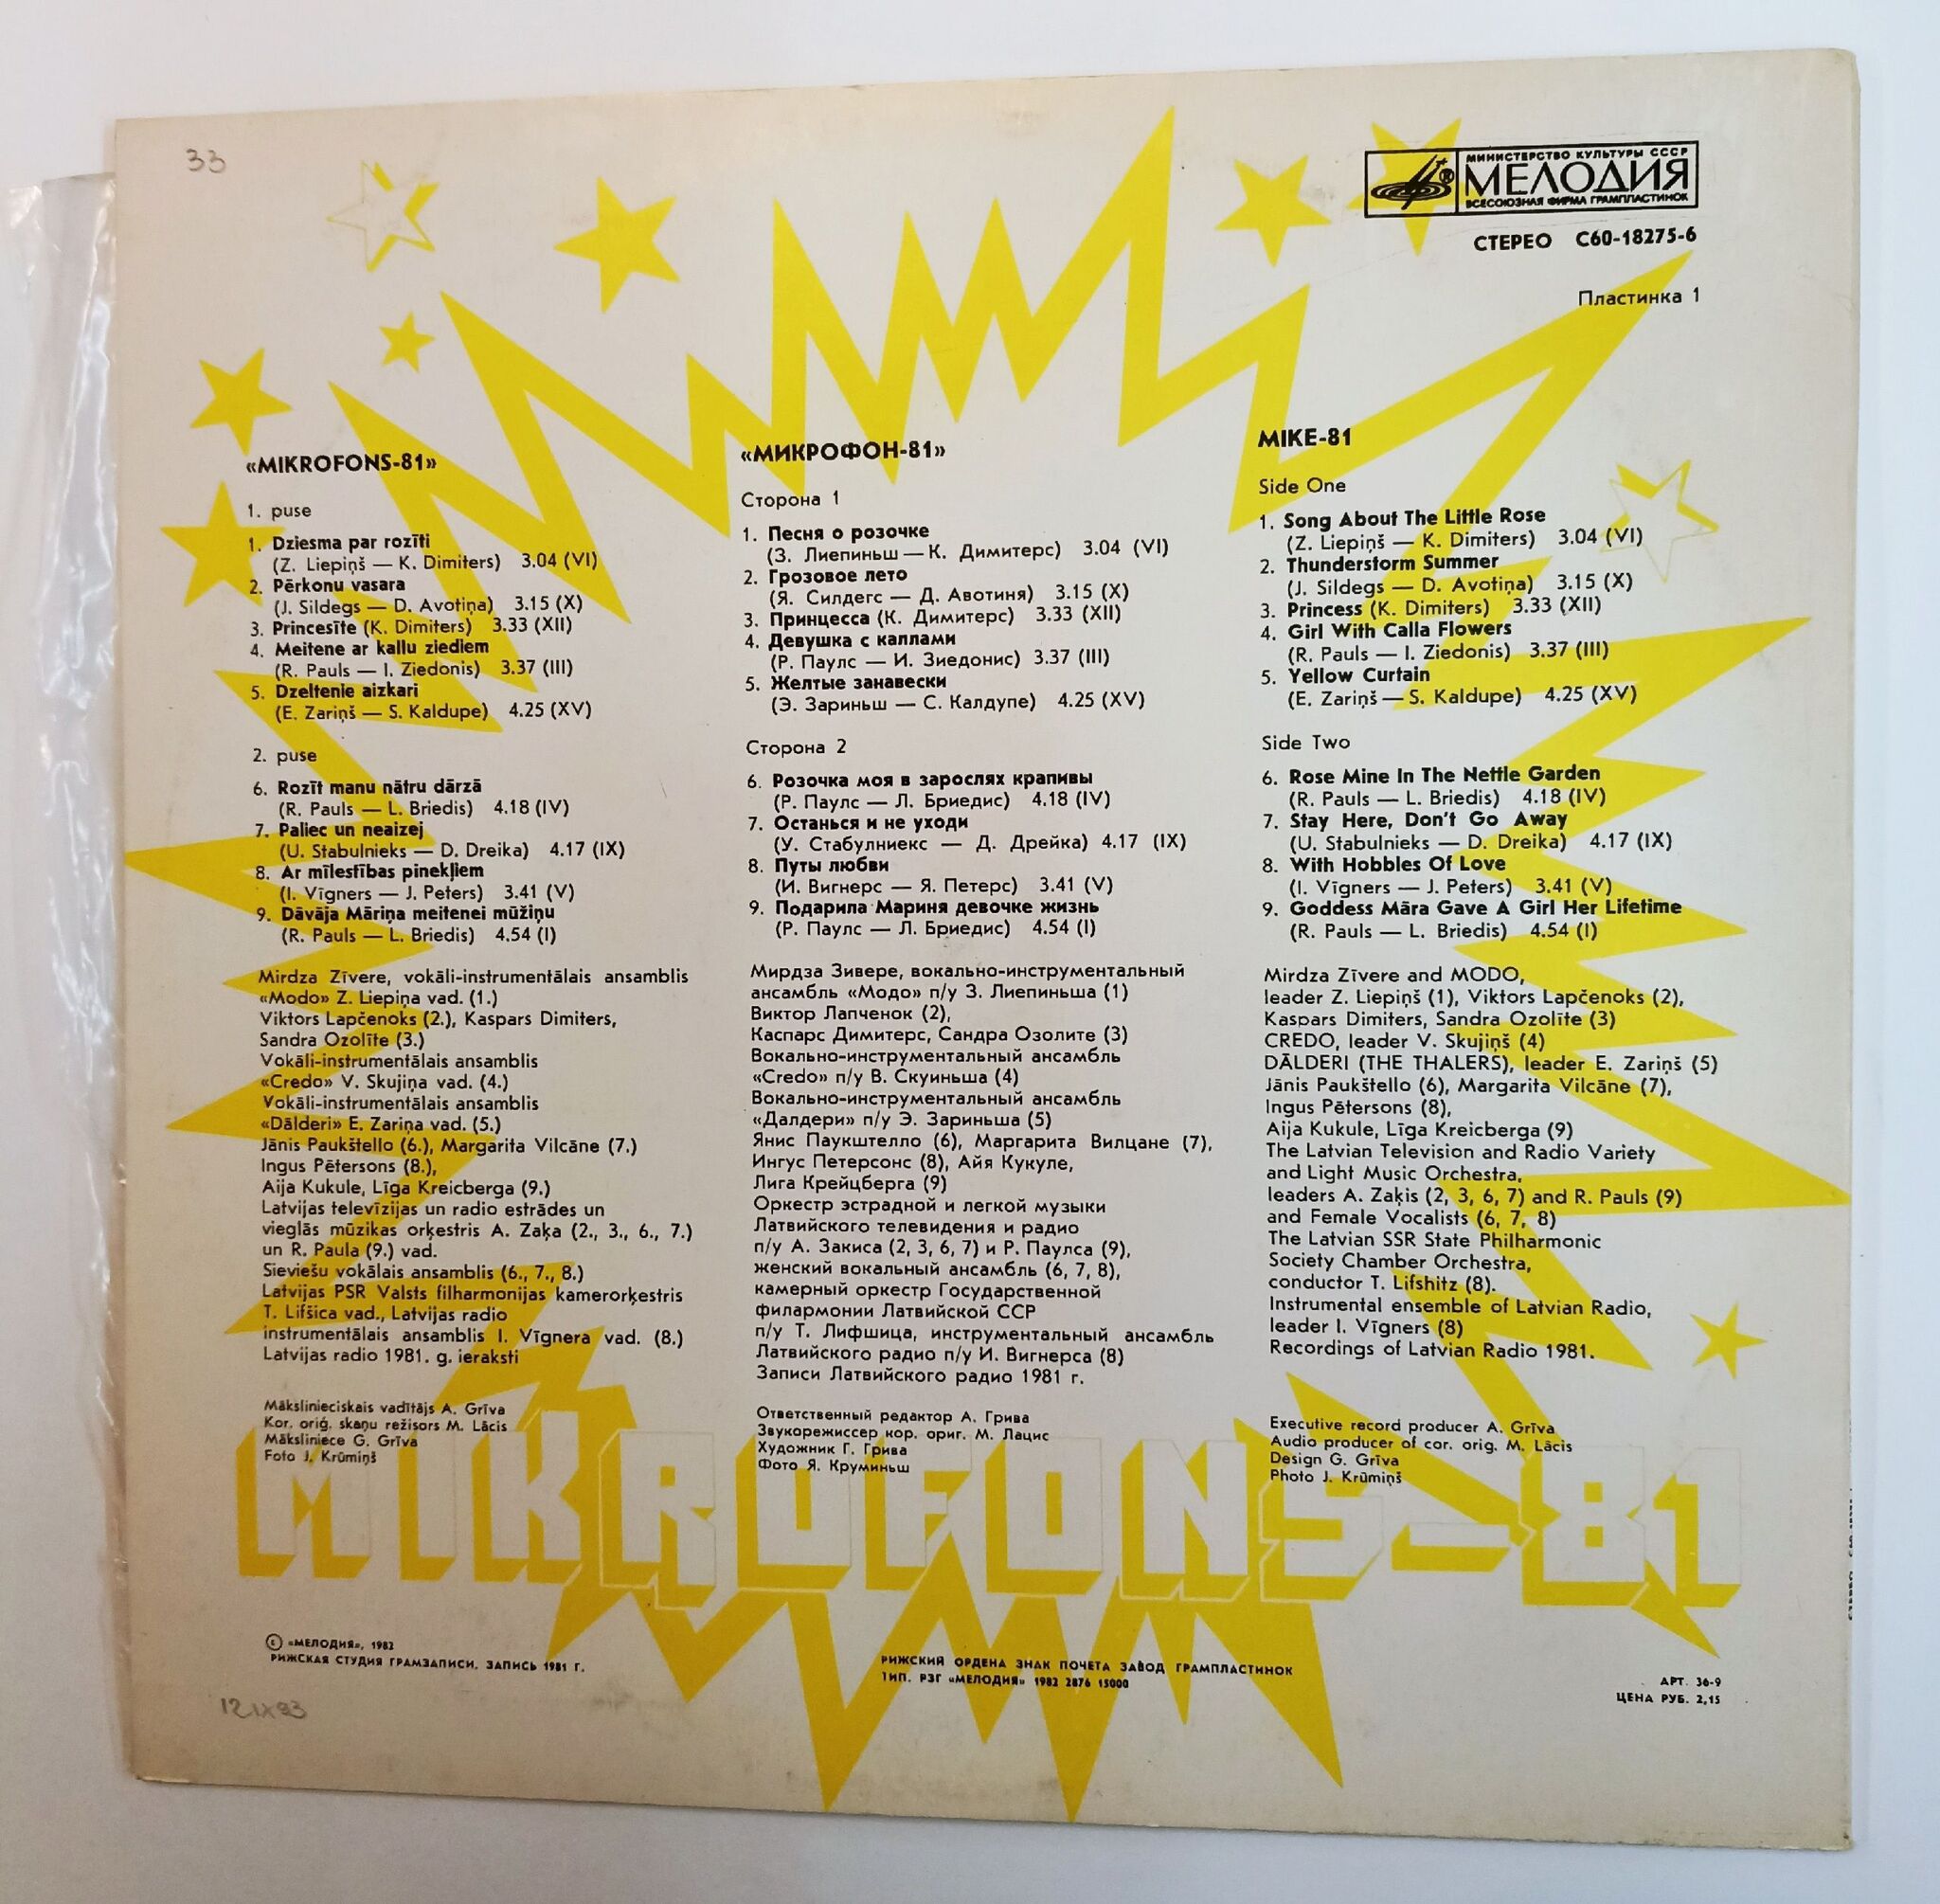 33
МИНИСТЕРСТВО КУЛЬТУРЫ СССР
МЕЛОДИЯ
ВСЕСОЮЗНАЯ ФИРМА ГРАМПЛАСТИНОК
СТЕРЕО С60-18275-6
Пластинка 1
«MIKROFONS-81»
1. puse
1. Dziesma par rozīti
(Z. Liepiņš — K. Dimiters) 3.04 (VI)
2. Pērkonu vasara
(J. Sildegs — D. Avotiņa) 3.15 (X)
3. Princesīte (K. Dimiters) 3.33 (XII)
4. Meitene ar kallu ziediem
(R. Pauls — I. Ziedonis) 3.37 (III)
5. Dzeltenie aizkari
(E. Zariņš — S. Kaldupe) 4.25 (XV)
2. puse
6. Rozīt manu nātru dārzā
(R. Pauls — L. Briedis) 4.18 (IV)
7. Paliec un neaizej
(U. Stabulnieks — D. Dreika) 4.17 (IX)
8. Ar mīlestības pinekļiem
(I. Vīgners — J. Peters) 3.41 (V)
9. Dāvāja Māriņa meitenei mūžiņu
(R. Pauls — L. Briedis) 4.54 (I)
Mirdza Zīvere, vokāli-instrumentālais ansamblis
«Modo» Z. Liepiņa vad. (1.)
Viktors Lapčenoks (2.), Kaspars Dimiters,
Sandra Ozolīte (3.)
Vokāli-instrumentālais ansamblis
«Credo» V. Skujiņa vad. (4.)
Vokāli-instrumentālais ansamblis
«Dālderi» E. Zariņa vad. (5.)
Jānis Paukštello (6.), Margarita Vilcāne (7.)
Ingus Pētersons (8.),
Aija Kukule, Līga Kreicberga (9.)
Latvijas televīzijas un radio estrādes un
vieglās mūzikas orķestris A. Zaķa (2., 3., 6., 7.)
un R. Paula (9.) vad.
Sieviešu vokālais ansamblis (6., 7., 8.)
Latvijas PSR Valsts filharmonijas kamerorķestris
T. Lifšica vad., Latvijas radio
instrumentālais ansamblis I. Vīgnera vad. (8.)
Latvijas radio 1981. g. ieraksti
Mākslinieciskais vadītājs A. Grīva
Kor. oriģ. skaņu režisors M. Lācis
Māksliniece G. Grīva
Foto J. Krūmiņš
«МИКРОФОН-81»
Сторона 1
1. Песня о розочке
(З. Лиепиньш — К. Димитерс) 3.04 (VI)
2. Грозовое лето
(Я. Силдегс — Д. Авотиня) 3.15 (X)
3. Принцесса (К. Димитерс) 3.33 (XII)
4. Девушка с каллами
(Р. Паулс — И. Зиедонис) 3.37 (III)
5. Желтые занавески
(Э. Зариньш — С. Калдупе) 4.25 (XV)
Сторона 2
6. Розочка моя в зарослях крапивы
(Р. Паулс — Л. Бриедис) 4.18 (IV)
7. Останься и не уходи
(У. Стабулниекс — Д. Дрейка) 4.17 (IX)
8. Путы любви
(И. Вигнерс — Я. Петерс) 3.41 (V)
9. Подарила Мариня девочке жизнь
(Р. Паулс — Л. Бриедис) 4.54 (I)
Мирдза Зивере, вокально-инструментальный
ансамбль «Модо» п/у З. Лиепиньша (1)
Виктор Лапченок (2),
Каспарс Димитерс, Сандра Озолите (3)
Вокально-инструментальный ансамбль
«Credo» п/у В. Скуиньша (4)
Вокально-инструментальный ансамбль
«Далдери» п/у Э. Зариньша (5)
Янис Паукштелло (6), Маргарита Вилцане (7),
Ингус Петерсонс (8), Айя Кукуле,
Лига Крейцберга (9)
Оркестр эстрадной и легкой музыки
Латвийского телевидения и радио
п/у А. Закиса (2, 3, 6, 7) и Р. Паулса (9),
женский вокальный ансамбль (6, 7, 8),
камерный оркестр Государственной
филармонии Латвийской ССР
п/у Т. Лифшица, инструментальный ансамбль
Латвийского радио п/у И. Вигнерса (8)
Записи Латвийского радио 1981 г.
Ответственный редактор А. Грива
Звукорежиссер кор. ориг. М. Лацис
Художник Г. Грива
Фото Я. Круминьш
MIKE-81
Side One
1. Song About The Little Rose
(Z. Liepiņš — K. Dimiters) 3.04 (VI)
2. Thunderstorm Summer
(J. Sildegs — D. Avotiņa) 3.15 (X)
3. Princess (K. Dimiters) 3.33 (XII)
4. Girl With Calla Flowers
(R. Pauls — I. Ziedonis) 3.37 (III)
5. Yellow Curtain
(E. Zariņš — S. Kaldupe) 4.25 (XV)
Side Two
6. Rose Mine In The Nettle Garden
(R. Pauls — L. Briedis) 4.18 (IV)
7. Stay Here, Don't Go Away
(U. Stabulnieks — D. Dreika) 4.17 (IX)
8. With Hobbles Of Love
(I. Vīgners — J. Peters) 3.41 (V)
9. Goddess Māra Gave A Girl Her Lifetime
(R. Pauls — L. Briedis) 4.54 (I)
Mirdza Zīvere and MODO,
leader Z. Liepiņš (1), Viktors Lapčenoks (2),
Kaspars Dimiters, Sandra Ozolīte (3)
CREDO, leader V. Skujiņš (4)
DĀLDERI (THE THALERS), leader E. Zariņš (5)
Jānis Paukštello (6), Margarita Vilcāne (7),
Ingus Pētersons (8),
Aija Kukule, Līga Kreicberga (9)
The Latvian Television and Radio Variety
and Light Music Orchestra,
leaders A. Zaķis (2, 3, 6, 7) and R. Pauls (9)
and Female Vocalists (6, 7, 8)
The Latvian SSR State Philharmonic
Society Chamber Orchestra,
conductor T. Lifshitz (8).
Instrumental ensemble of Latvian Radio,
leader I. Vīgners (8)
Recordings of Latvian Radio 1981.
Executive record producer A. Grīva
Audio producer of cor. orig. M. Lācis
Design G. Grīva
Photo J. Krūmiņš
MIKROFONS-81
© «МЕЛОДИЯ», 1982
РИЖСКАЯ СТУДИЯ ГРАМЗАПИСИ. ЗАПИСЬ 1981 Г.
РИЖСКИЙ ОРДЕНА ЗНАК ПОЧЕТА ЗАВОД ГРАМПЛАСТИНОК
ТИП. РЗГ «МЕЛОДИЯ» 1982 2876 15000
АРТ. 36-9
ЦЕНА РУБ. 2,15
12.IX83